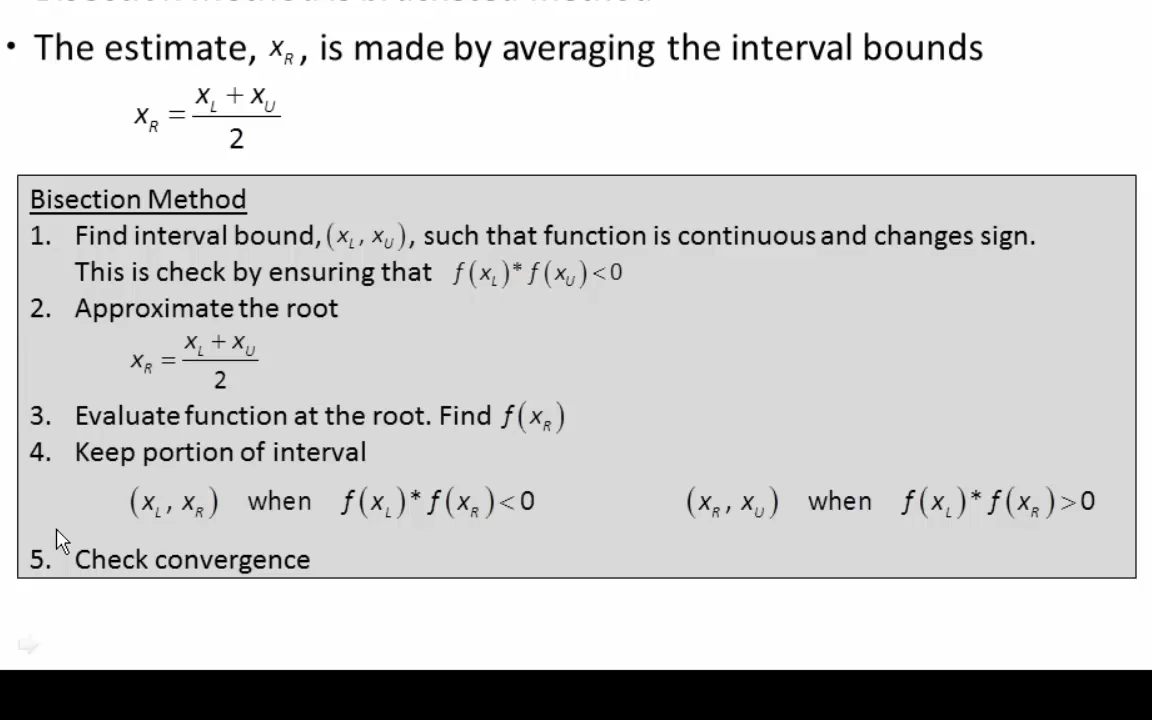 • The estimate, x_R, is made by averaging the interval bounds
x_R = (x_L + x_U) / 2
Bisection Method
1. Find interval bound, (x_L, x_U), such that function is continuous and changes sign.
This is check by ensuring that f(x_L)*f(x_U)<0
2. Approximate the root
x_R = (x_L + x_U) / 2
3. Evaluate function at the root. Find f(x_R)
4. Keep portion of interval
(x_L, x_R) when f(x_L)*f(x_R)<0 (x_R, x_U) when f(x_L)*f(x_R)>0
5. Check convergence